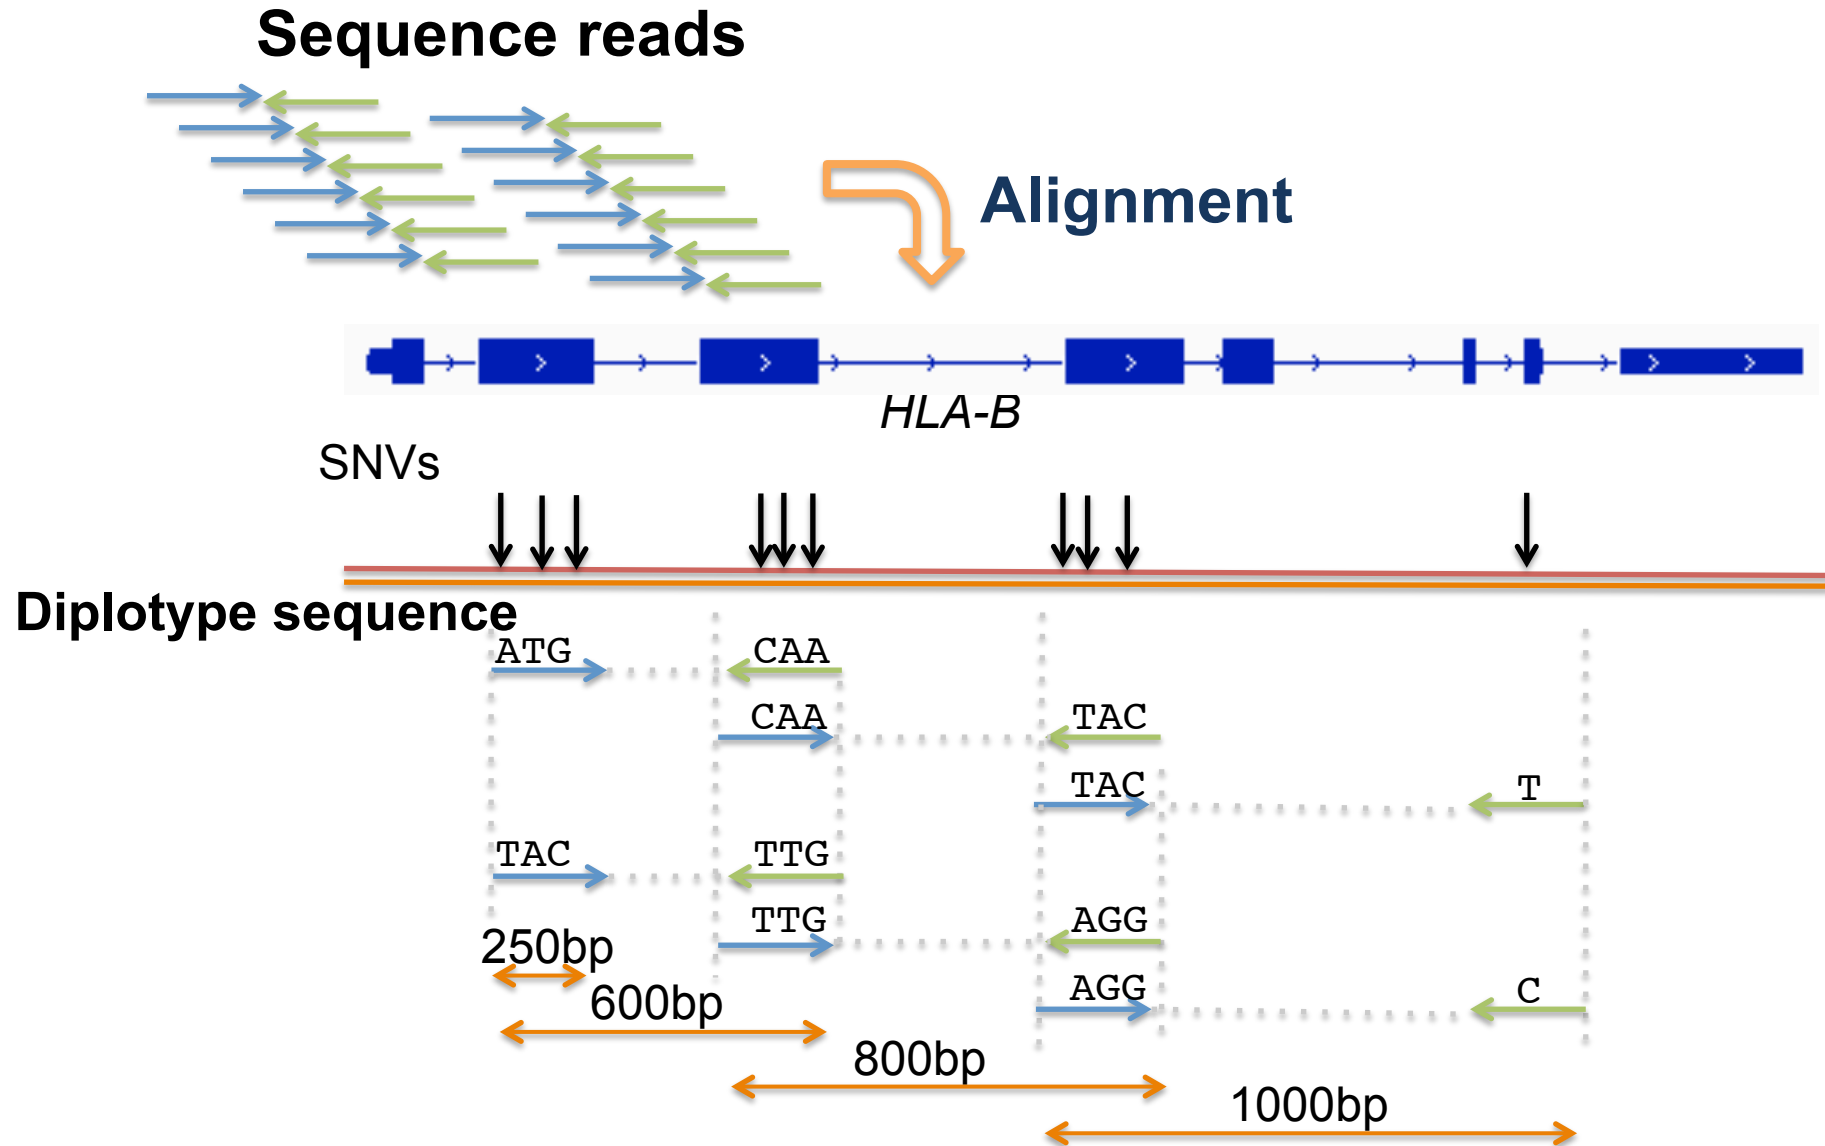 Sequence reads
Alignment
HLA-B
SNVs
Diplotype sequence
ATG CAA
CAA TAC
TAC T
TAC TTG
TTG AGG
AGG C
250bp
600bp
800bp
1000bp